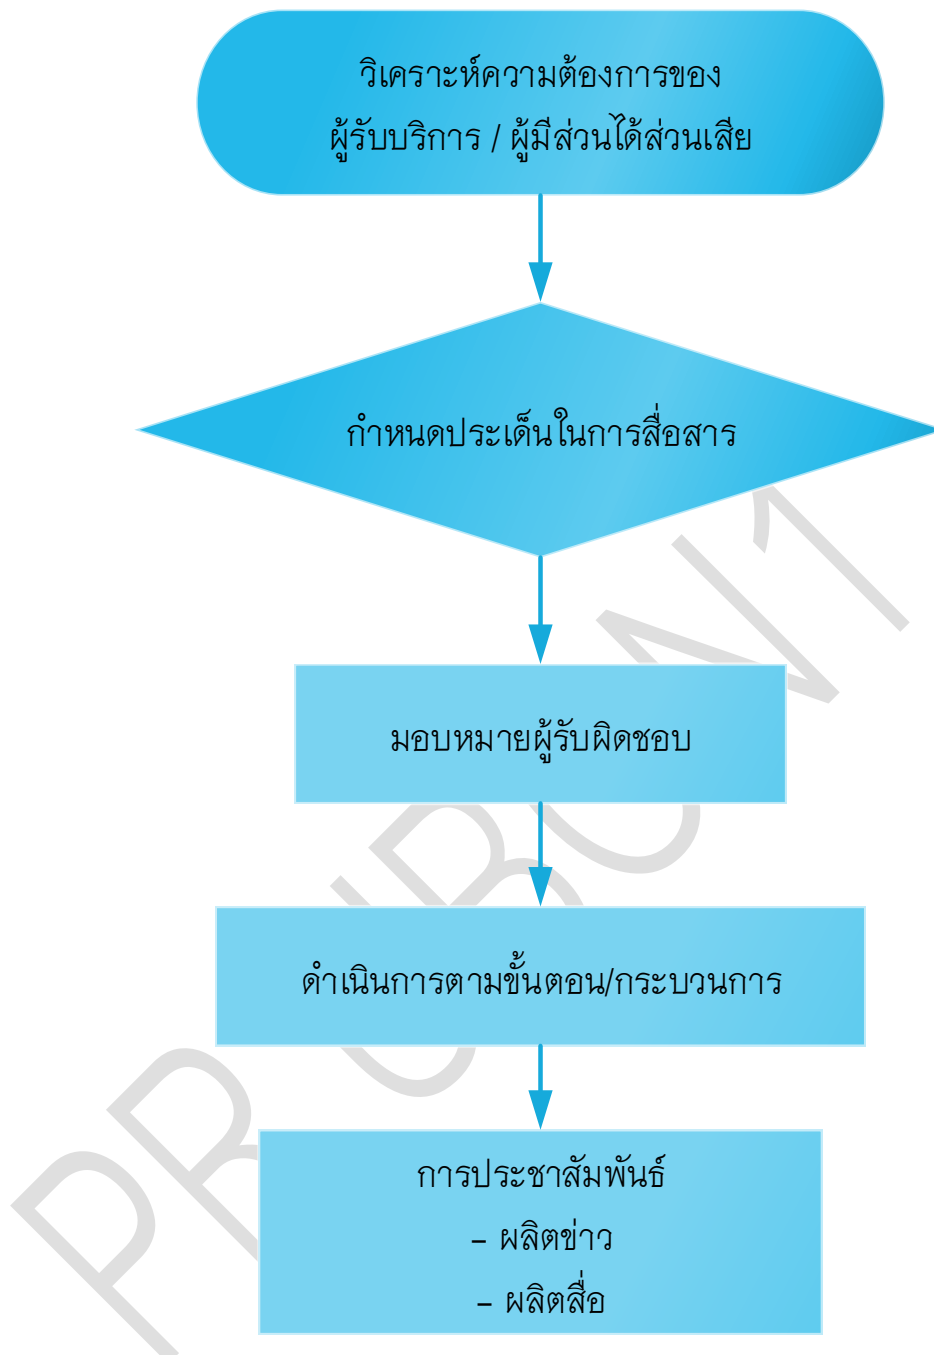 วิเคราะห์ความต้องการของ
ผู้รับบริการ / ผู้มีส่วนได้ส่วนเสีย
กำหนดประเด็นในการสื่อสาร
มอบหมายผู้รับผิดชอบ
ดำเนินการตามขั้นตอน/กระบวนการ
การประชาสัมพันธ์
– ผลิตข่าว
– ผลิตสื่อ